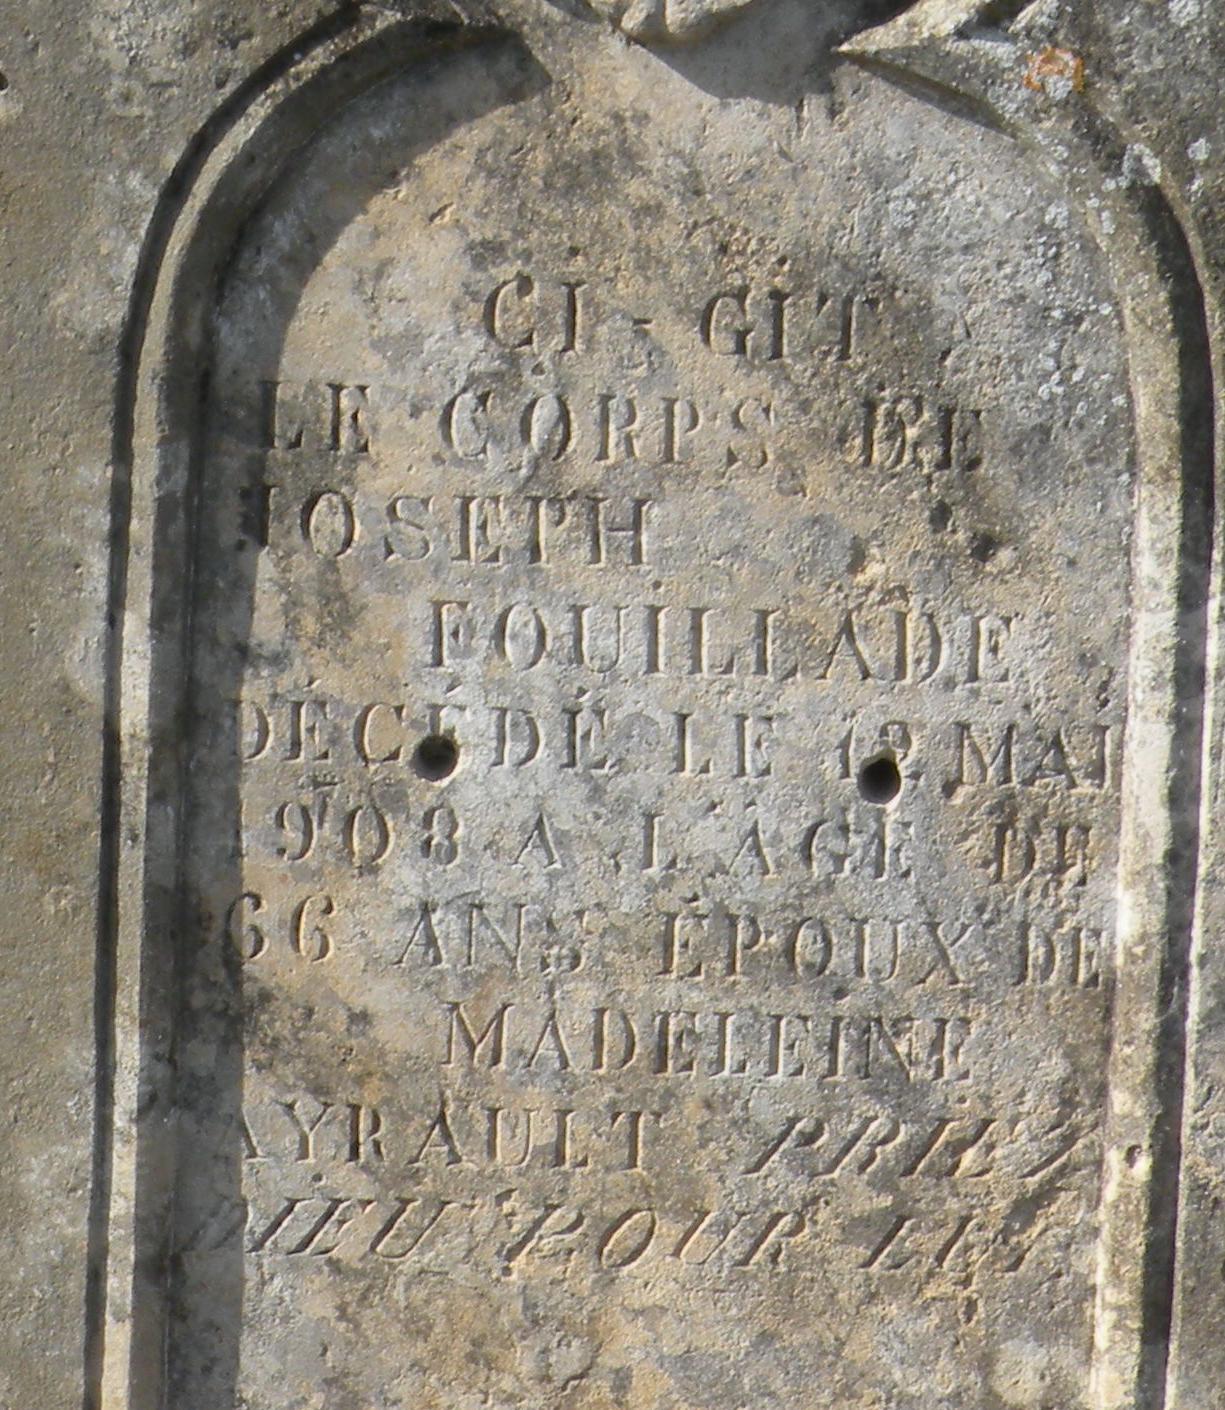 CI-GIT
LE CORPS DE
JOSEPH
FOUILLADE
DÉCÉDÉ LE 12 MAI
1908 A L'AGE DE
66 ANS ÉPOUX DE
MADELEINE
AYRAULT PRIEZ
DIEU POUR LUI